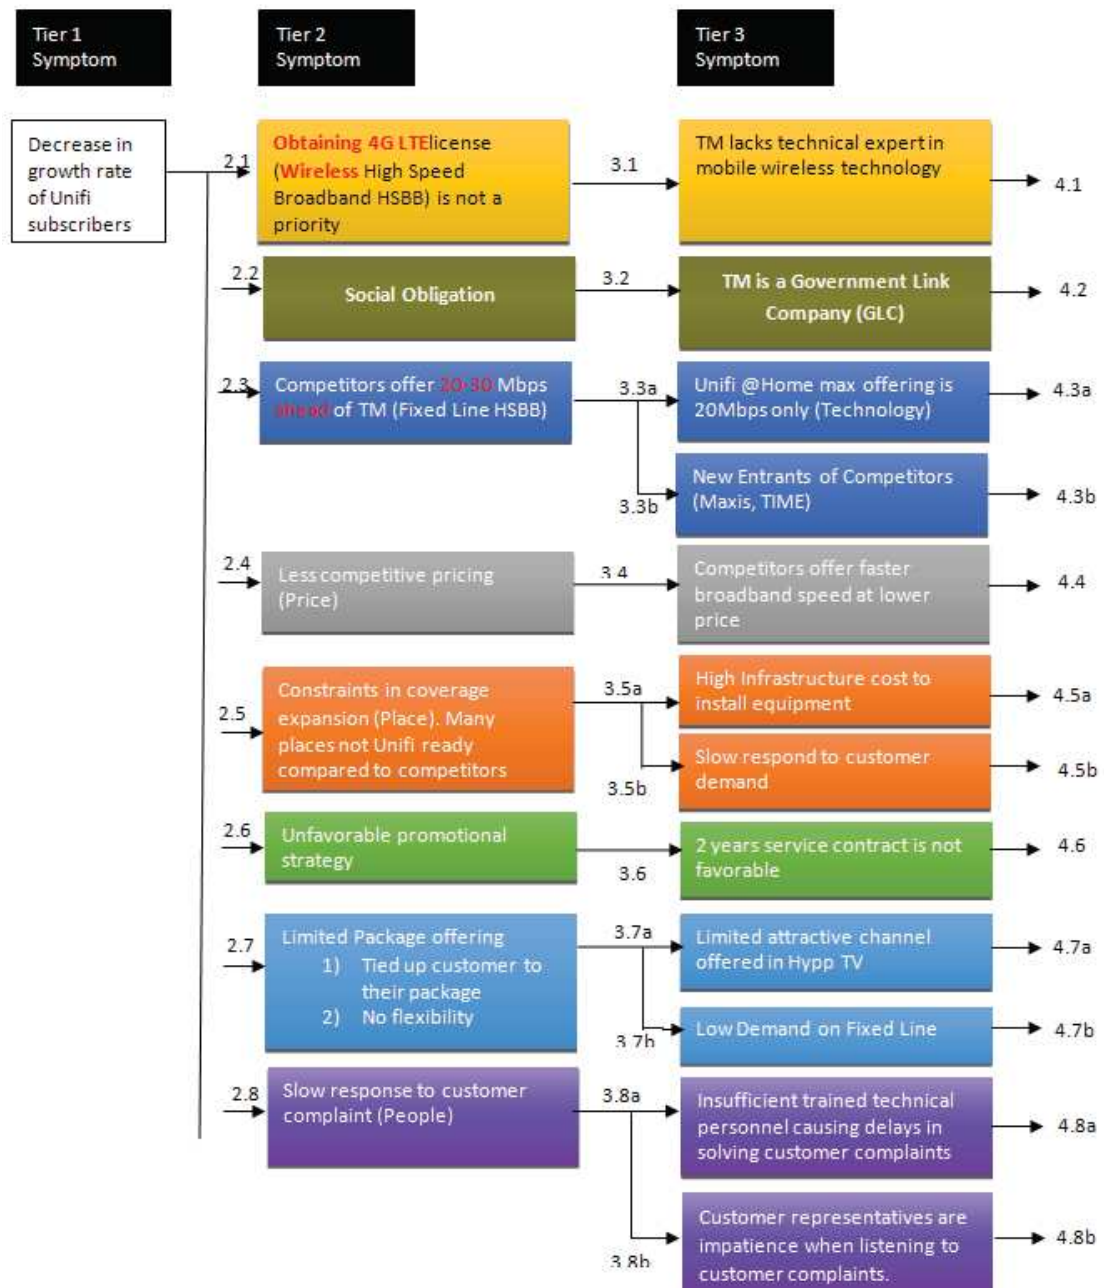 Tier 1
Symptom
Tier 2
Symptom
Tier 3
Symptom
Decrease in
growth rate
of Unifi
subscribers
2.1
Obtaining 4G LTElicense
(Wireless High Speed
Broadband HSBB) is not a
priority
3.1
TM lacks technical expert in
mobile wireless technology
4.1
2.2
Social Obligation
3.2
TM is a Government Link
Company (GLC)
4.2
2.3
Competitors offer 20-30 Mbps
ahead of TM (Fixed Line HSBB)
3.3a
Unifi @Home max offering is
20Mbps only (Technology)
4.3a
3.3b
New Entrants of Competitors
(Maxis, TIME)
4.3b
2.4
Less competitive pricing
(Price)
3.4
Competitors offer faster
broadband speed at lower
price
4.4
2.5
Constraints in coverage
expansion (Place). Many
places not Unifi ready
compared to competitors
3.5a
High Infrastructure cost to
install equipment
4.5a
3.5b
Slow respond to customer
demand
4.5b
2.6
Unfavorable promotional
strategy
3.6
2 years service contract is not
favorable
4.6
2.7
Limited Package offering
1) Tied up customer to
their package
2) No flexibility
3.7a
Limited attractive channel
offered in Hypp TV
4.7a
3.7b
Low Demand on Fixed Line
4.7b
2.8
Slow response to customer
complaint (People)
3.8a
Insufficient trained technical
personnel causing delays in
solving customer complaints
4.8a
3.8b
Customer representatives are
impatience when listening to
customer complaints.
4.8b